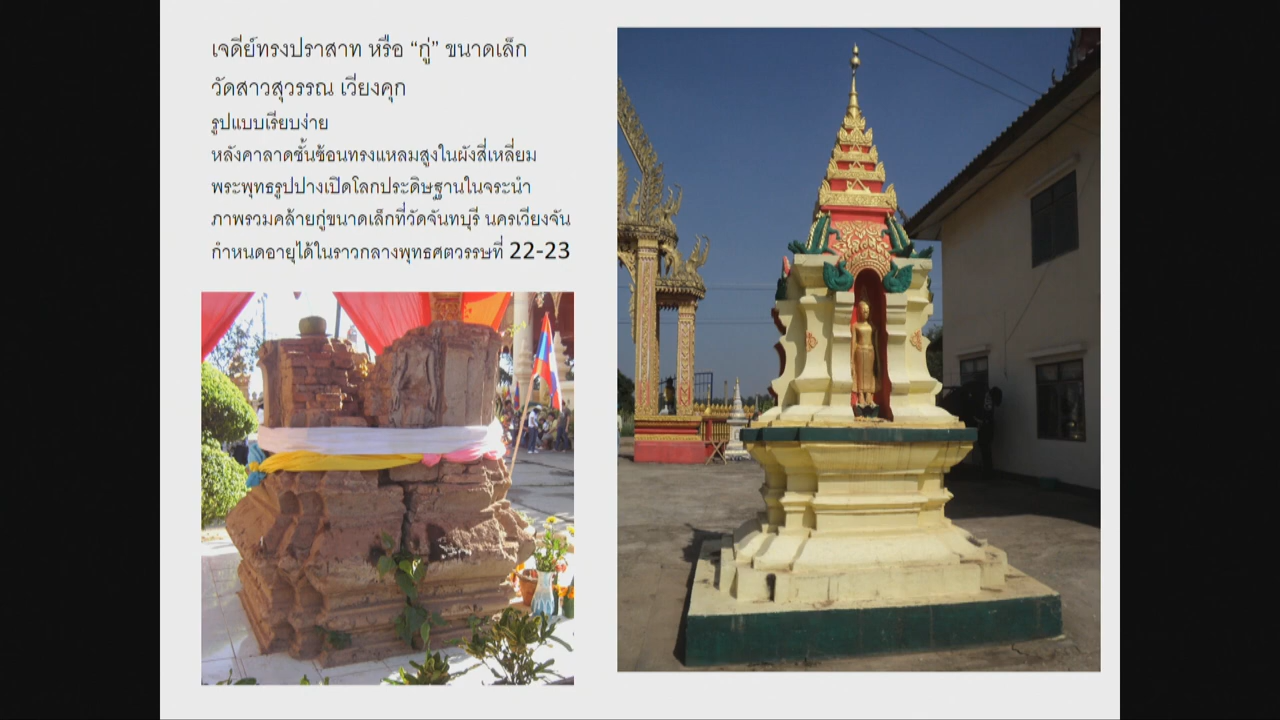 เจดีย์ทรงปราสาท หรือ “กู่” ขนาดเล็ก
วัดสาวสุวรรณ เวียงคุก
รูปแบบเรียบง่าย
หลังคาลาดชั้นซ้อนทรงแหลมสูงในผังสี่เหลี่ยม
พระพุทธรูปปางเปิดโลกประดิษฐานในจระนำ
ภาพรวมคล้ายกู่ขนาดเล็กที่วัดจันทบุรี นครเวียงจัน
กำหนดอายุได้ในราวกลางพุทธศตวรรษที่ 22-23